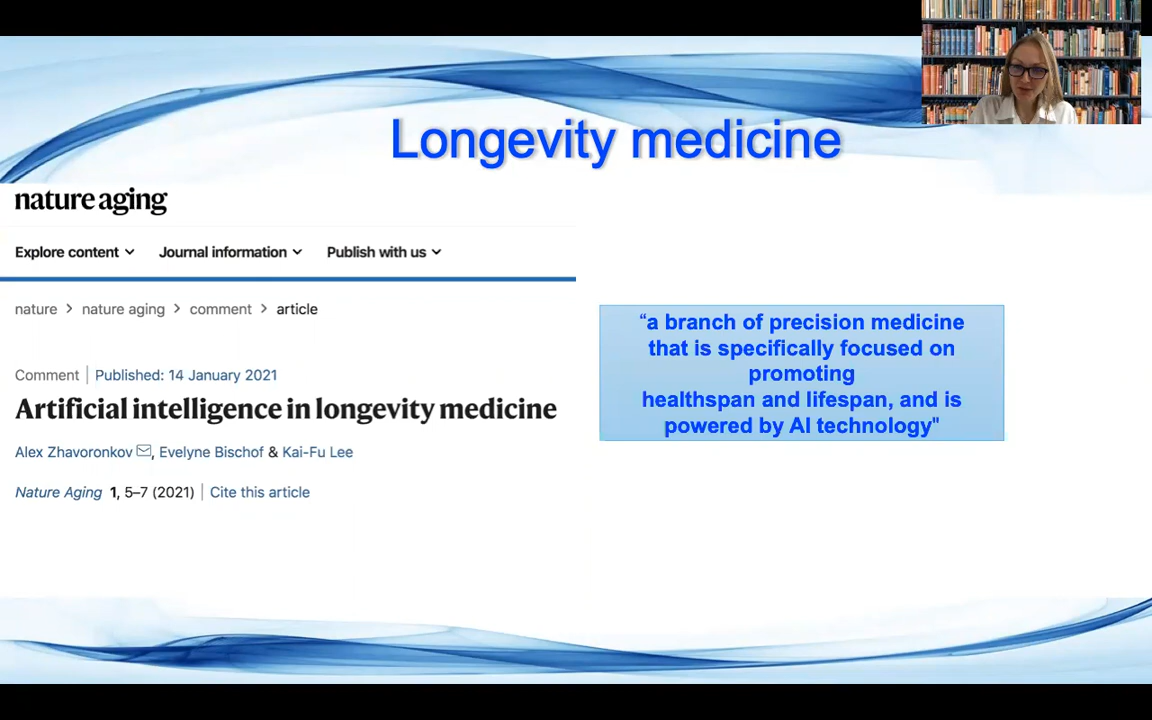 Longevity medicine
nature aging
Explore content
Journal information
Publish with us
nature > nature aging > comment > article
“a branch of precision medicine
that is specifically focused on
promoting
healthspan and lifespan, and is
powered by AI technology"
Comment | Published: 14 January 2021
Artificial intelligence in longevity medicine
Alex Zhavoronkov, Evelyne Bischof & Kai-Fu Lee
Nature Aging 1, 5–7 (2021) | Cite this article